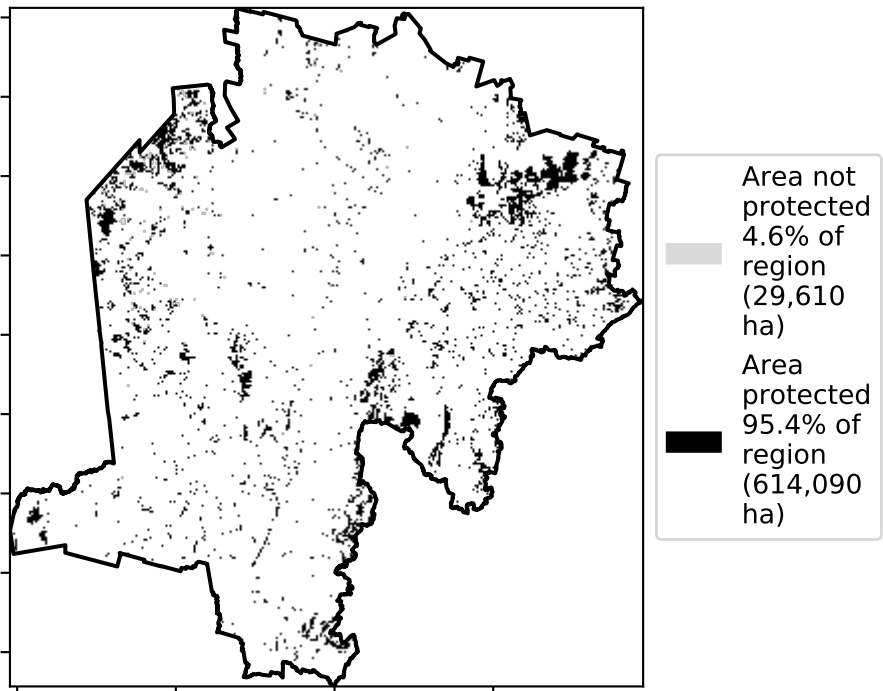 Area not
protected
4.6% of
region
(29,610
ha)
Area
protected
95.4% of
region
(614,090
ha)